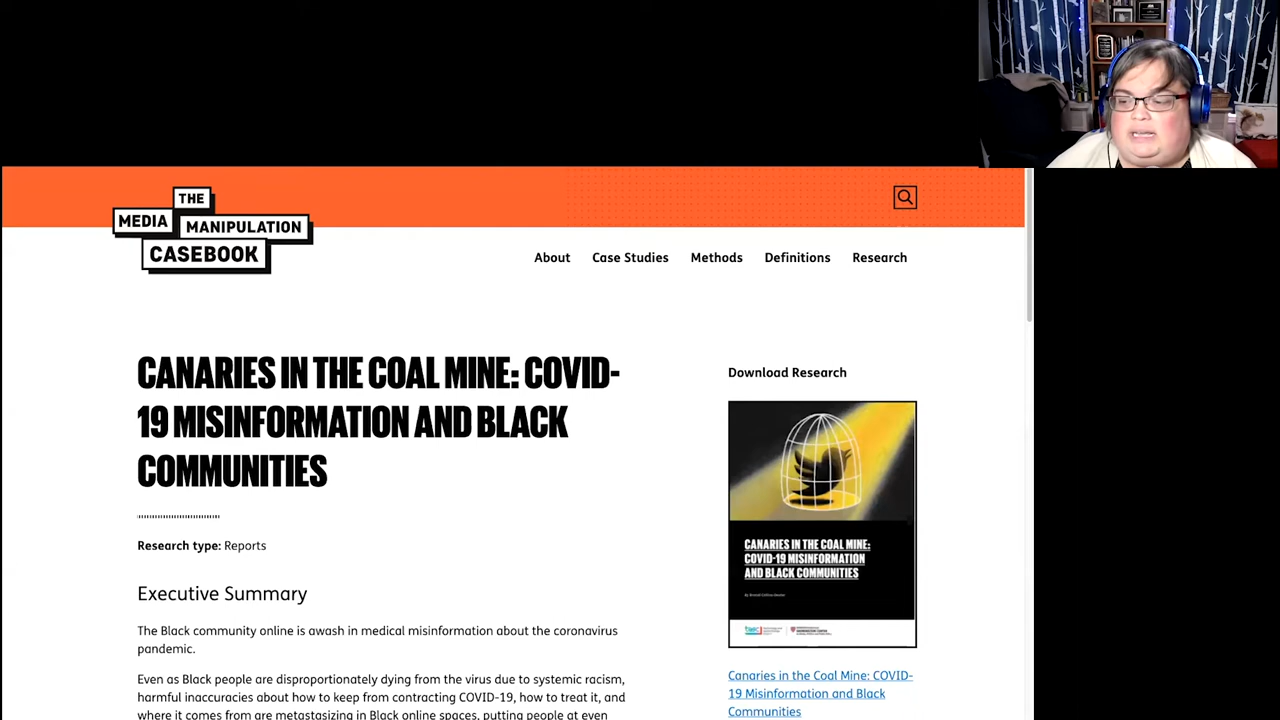 THE
MEDIA MANIPULATION
CASEBOOK
About Case Studies Methods Definitions Research
CANARIES IN THE COAL MINE: COVID-
19 MISINFORMATION AND BLACK
COMMUNITIES
Research type: Reports
Executive Summary
The Black community online is awash in medical misinformation about the coronavirus
pandemic.
Even as Black people are disproportionately dying from the virus due to systemic racism,
harmful inaccuracies about how to keep from contracting COVID-19, how to treat it, and
where it comes from are metastasizing in Black online spaces, putting people at even
Download Research
CANARIES IN THE COAL MINE:
COVID-19 MISINFORMATION
AND BLACK COMMUNITIES
Canaries in the Coal Mine: COVID-
19 Misinformation and Black
Communities